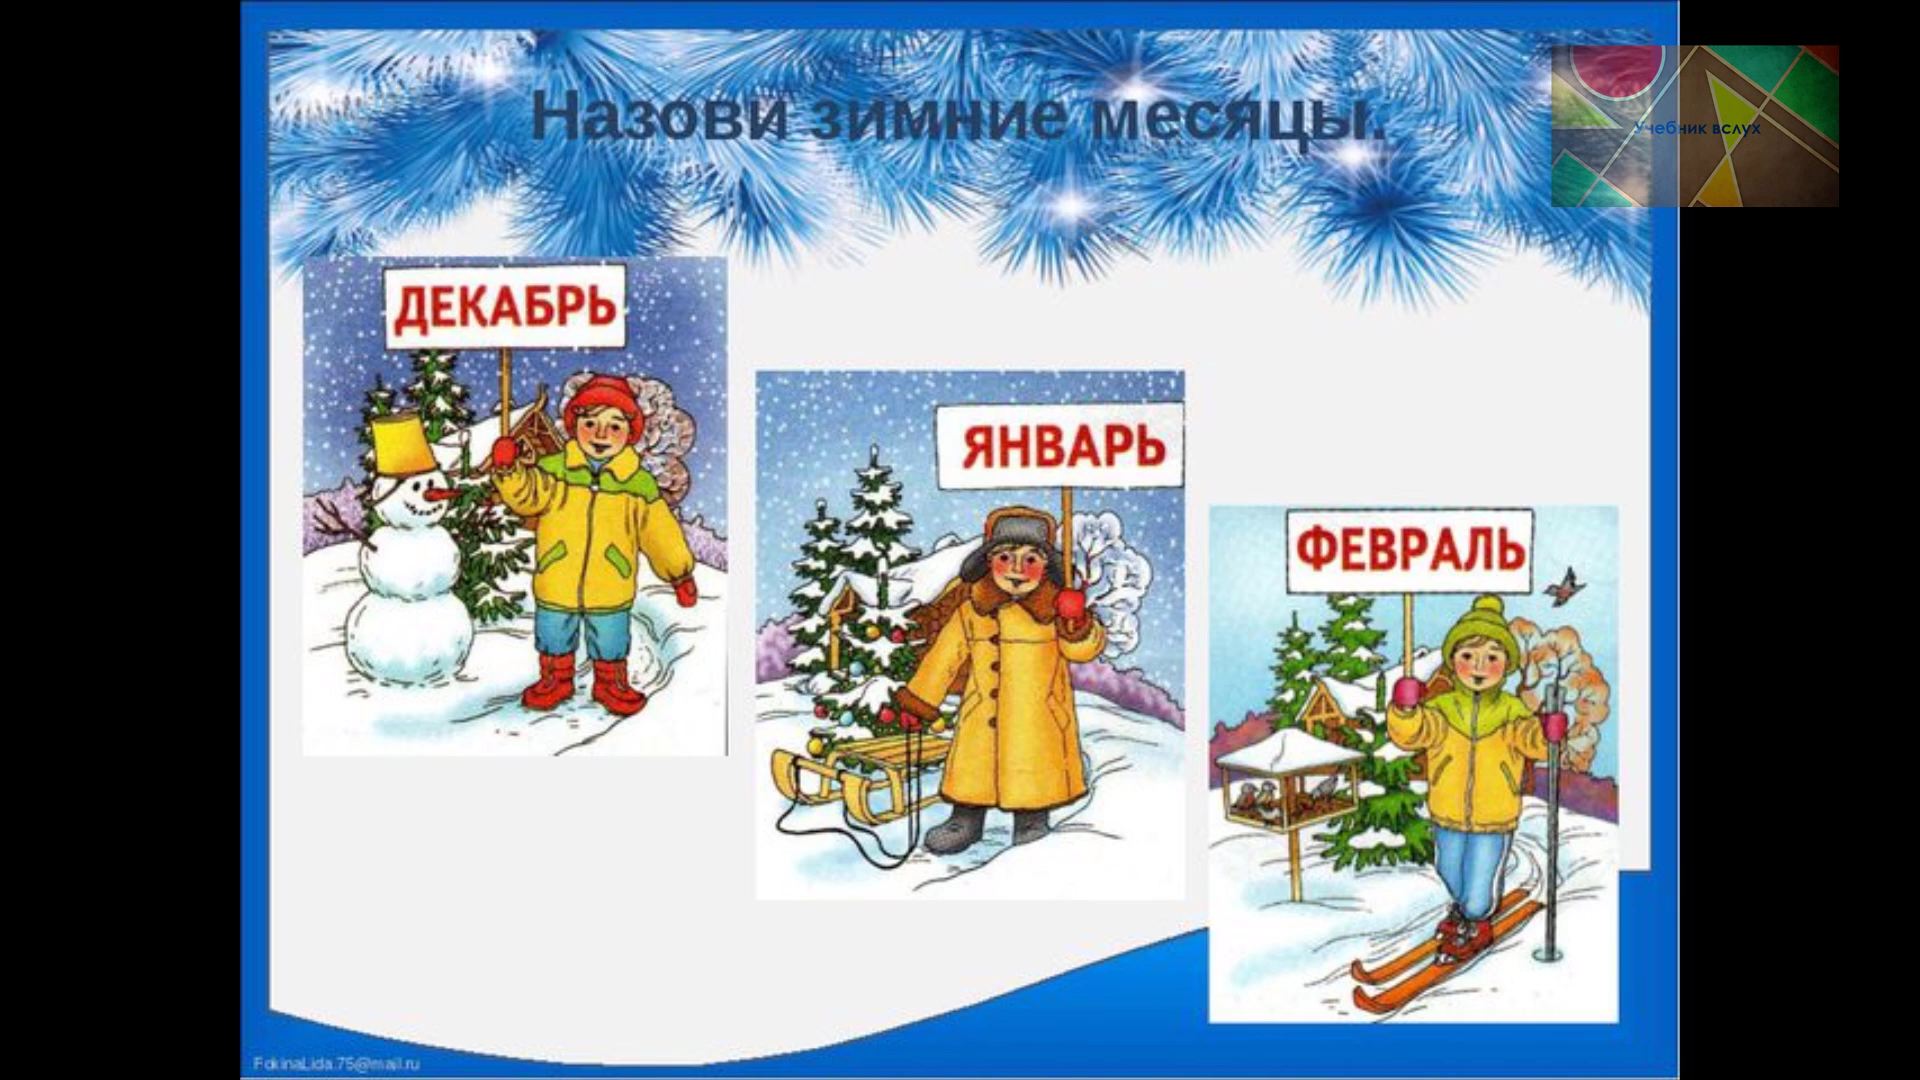 Назови зимние месяцы.
Учебник вслух
ДЕКАБРЬ
ЯНВАРЬ
ФЕВРАЛЬ
FokinaLida.75@mail.ru